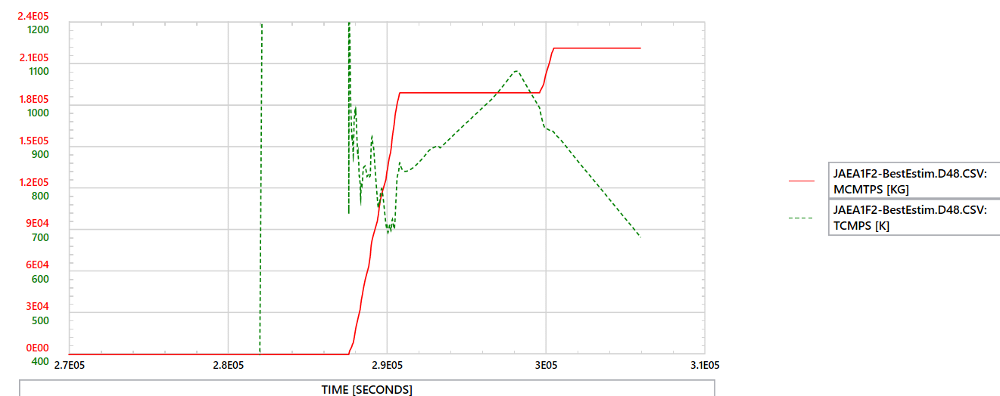 2.4E05
1200
2.1E05
1100
1.8E05
1000
1.5E05
900
1.2E05
800
9E04
700
6E04
600
3E04
500
0E00
400
2.7E05 2.8E05 2.9E05 3E05 3.1E05
TIME [SECONDS]
JAEA1F2-BestEstim.D48.CSV:
MCMTPS [KG]
JAEA1F2-BestEstim.D48.CSV:
TCMPS [K]